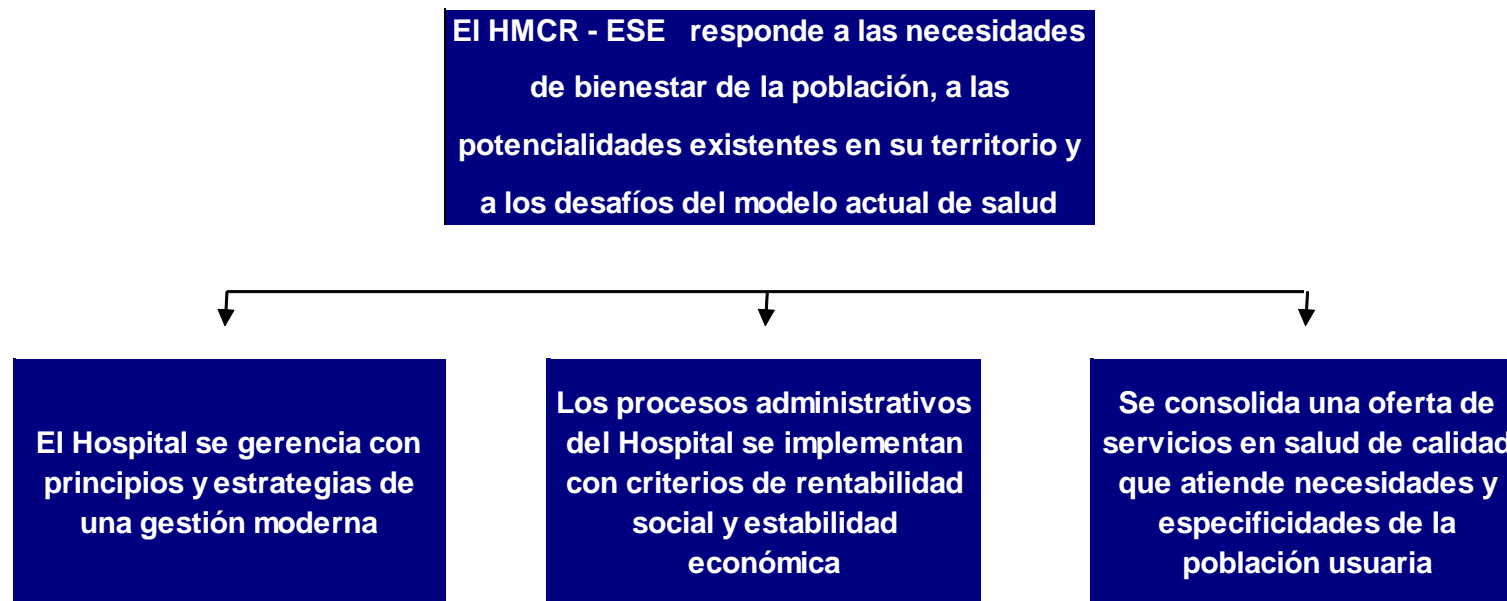 El HMCR - ESE responde a las necesidades
de bienestar de la población, a las
potencialidades existentes en su territorio y
a los desafíos del modelo actual de salud
El Hospital se gerencia con
principios y estrategias de
una gestión moderna
Los procesos administrativos
del Hospital se implementan
con criterios de rentabilidad
social y estabilidad
económica
Se consolida una oferta de
servicios en salud de calidad
que atiende necesidades y
especificidades de la
población usuaria